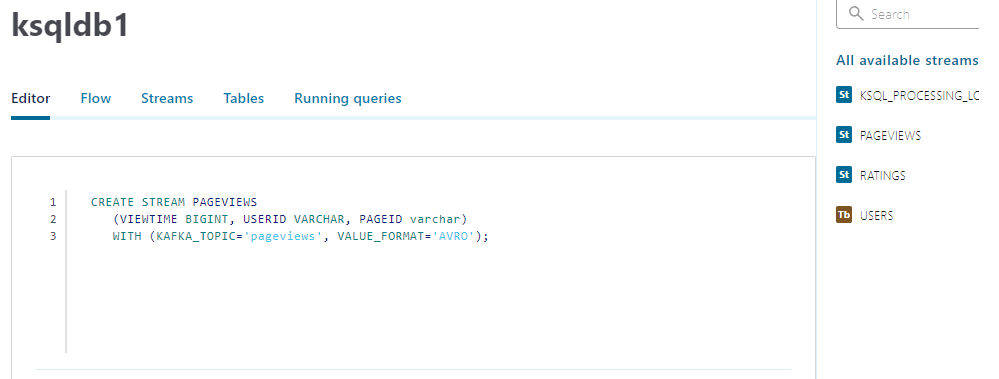 ksqldb1
Editor Flow Streams Tables Running queries
1 CREATE STREAM PAGEVIEWS
2 (VIEWTIME BIGINT, USERID VARCHAR, PAGEID varchar)
3 WITH (KAFKA_TOPIC='pageviews', VALUE_FORMAT='AVRO');
Search
All available streams
St KSQL_PROCESSING_LO
St PAGEVIEWS
St RATINGS
Tb USERS